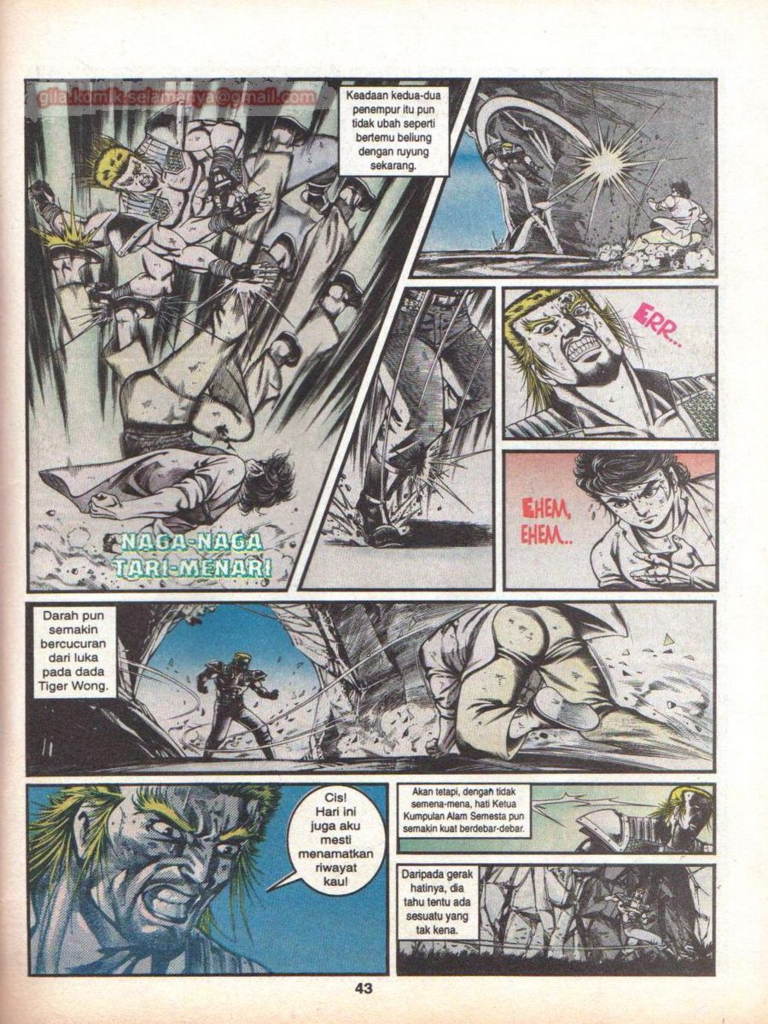 gila.komik-selamanya@gmail.com
Keadaan kedua-dua
penempur itu pun
tidak ubah seperti
bertemu beliung
dengan ruyung
sekarang.
NAGA-NAGA
TARI-MENARI
ERR...
EHEM,
EHEM...
Darah pun
semakin
bercucuran
dari luka
pada dada
Tiger Wong.
Cis!
Hari ini
juga aku
mesti
menamatkan
riwayat
kau!
Akan tetapi, dengan tidak
semena-mena, hati Ketua
Kumpulan Alam Semesta pun
semakin kuat berdebar-debar.
Daripada gerak
hatinya, dia
tahu tentu ada
sesuatu yang
tak kena.
43